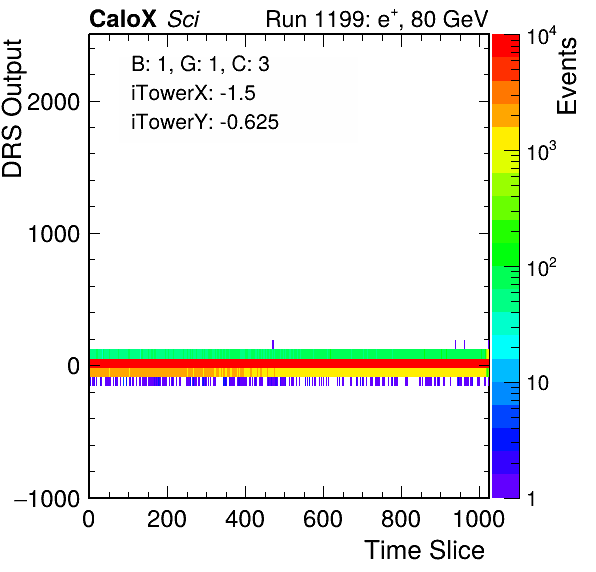 CaloX Sci
Run 1199: e+, 80 GeV
B: 1, G: 1, C: 3
iTowerX: -1.5
iTowerY: -0.625
DRS Output
2000
1000
0
−1000
0 200 400 600 800 1000
Time Slice
10^4
10^3
10^2
10
1
Events